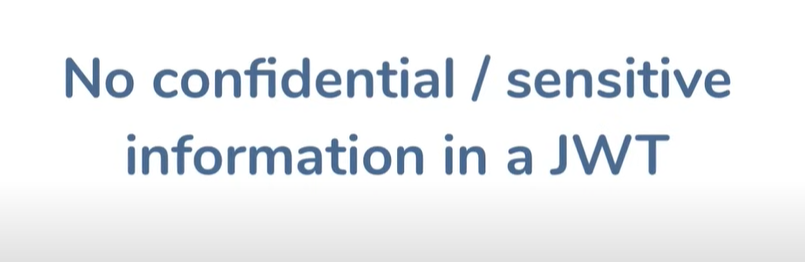 No confidential / sensitive
information in a JWT